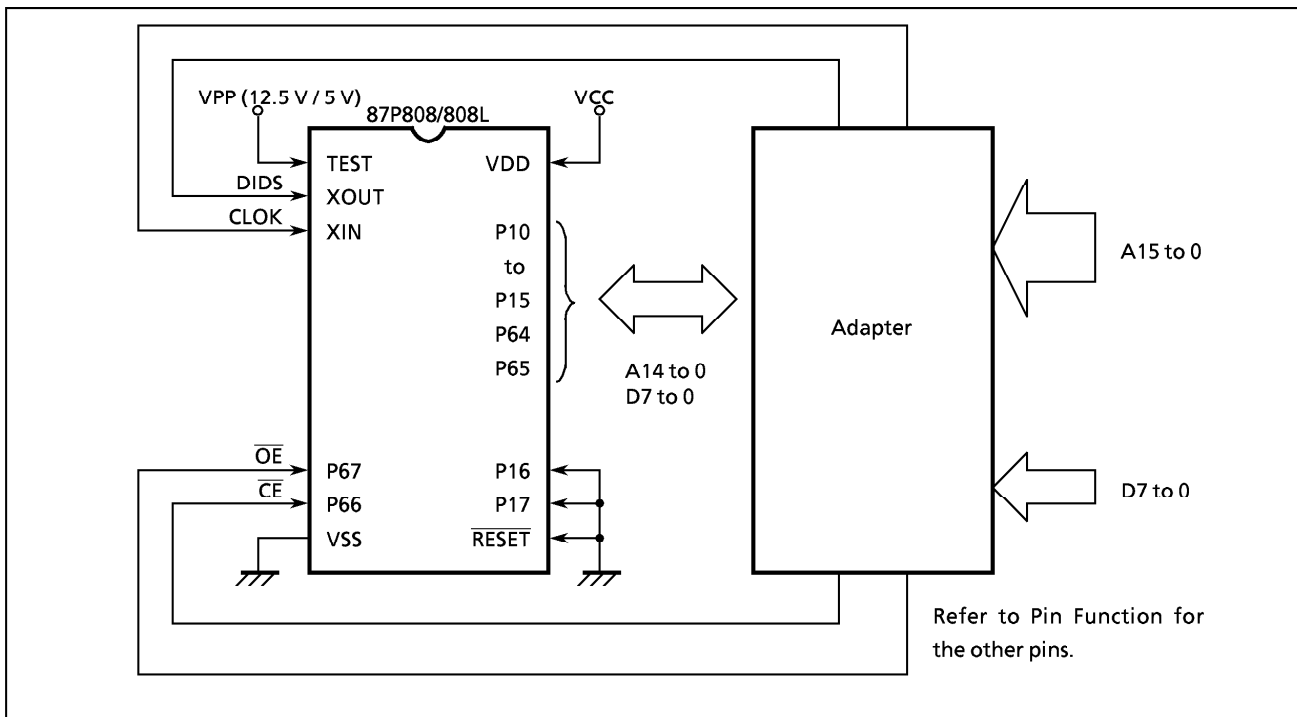 VPP (12.5 V / 5 V)
87P808/808L
VCC
TEST
VDD
DIDS
XOUT
CLOK
XIN
P10
to
P15
P64
P65
A14 to 0
D7 to 0
Adapter
A15 to 0
D7 to 0
OE
P67
P16
CE
P66
P17
VSS
RESET
Refer to Pin Function for
the other pins.